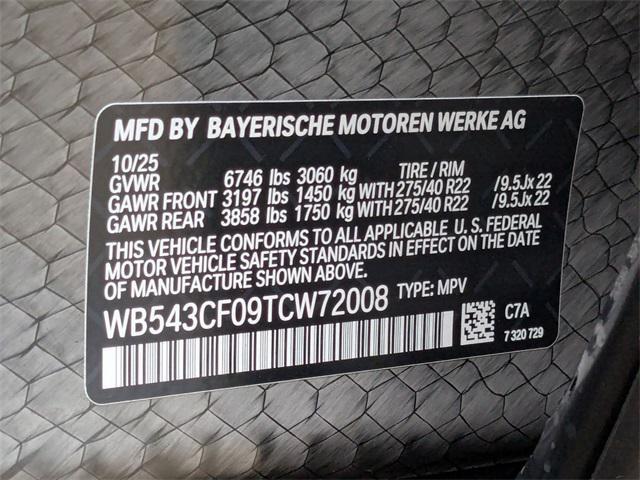 MFD BY BAYERISCHE MOTOREN WERKE AG
10/25 TIRE / RIM
GVWR 6746 lbs 3060 kg
GAWR FRONT 3197 lbs 1450 kg WITH 275/40 R22 /9.5Jx22
GAWR REAR 3858 lbs 1750 kg WITH 275/40 R22 /9.5Jx22
THIS VEHICLE CONFORMS TO ALL APPLICABLE U.S. FEDERAL
MOTOR VEHICLE SAFETY STANDARDS IN EFFECT ON THE DATE
OF MANUFACTURE SHOWN ABOVE.
WB543CF09TCW72008 TYPE: MPV
C7A
7 320 729